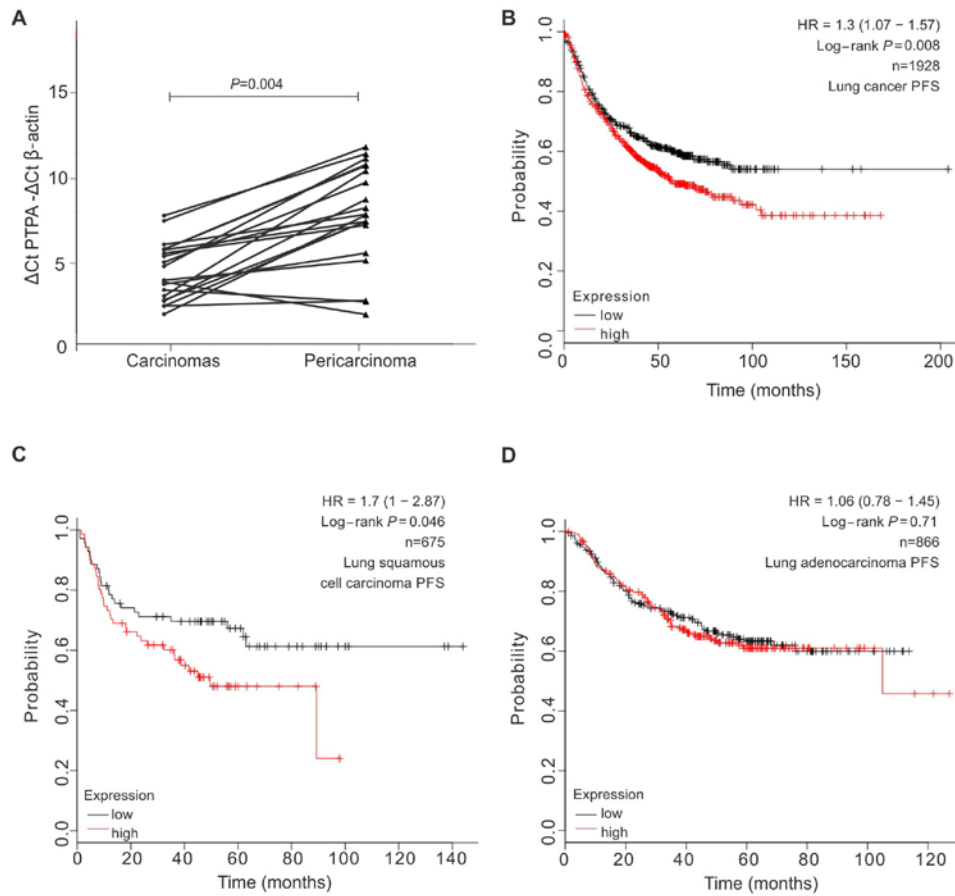 A
ΔCt PTPA -ΔCt β-actin
15
10
5
0
P=0.004
Carcinomas
Pericarcinoma
B
HR = 1.3 (1.07 − 1.57)
Log−rank P=0.008
n=1928
Lung cancer PFS
Probability
1.0
0.8
0.6
0.4
0.2
0.0
Expression
low
high
0 50 100 150 200
Time (months)
C
HR = 1.7 (1 − 2.87)
Log−rank P=0.046
n=675
Lung squamous
cell carcinoma PFS
Probability
1.0
0.8
0.6
0.4
0.2
0.0
Expression
low
high
0 20 40 60 80 100 120 140
Time (months)
D
HR = 1.06 (0.78 − 1.45)
Log−rank P=0.71
n=866
Lung adenocarcinoma PFS
Probability
1.0
0.8
0.6
0.4
0.2
0.0
Expression
low
high
0 20 40 60 80 100 120
Time (months)